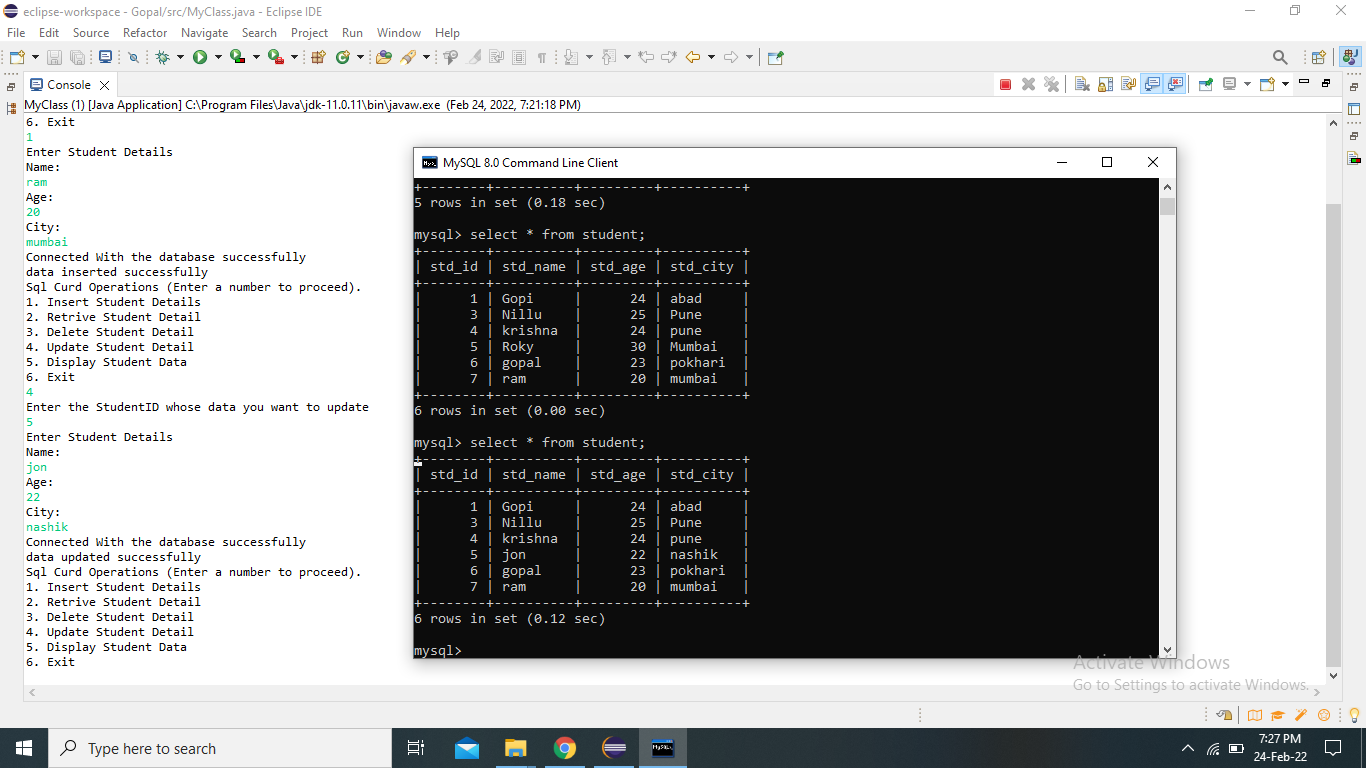 eclipse-workspace - Gopal/src/MyClass.java - Eclipse IDE
File Edit Source Refactor Navigate Search Project Run Window Help
Console
MyClass (1) [Java Application] C:\Program Files\Java\jdk-11.0.11\bin\javaw.exe (Feb 24, 2022, 7:21:18 PM)
6. Exit
1
Enter Student Details
Name:
ram
Age:
20
City:
mumbai
Connected With the database successfully
data inserted successfully
Sql Curd Operations (Enter a number to proceed).
1. Insert Student Details
2. Retrive Student Detail
3. Delete Student Detail
4. Update Student Detail
5. Display Student Data
6. Exit
4
Enter the StudentID whose data you want to update
5
Enter Student Details
Name:
jon
Age:
22
City:
nashik
Connected With the database successfully
data updated successfully
Sql Curd Operations (Enter a number to proceed).
1. Insert Student Details
2. Retrive Student Detail
3. Delete Student Detail
4. Update Student Detail
5. Display Student Data
6. Exit
MySQL 8.0 Command Line Client
+--------+----------+---------+----------+
5 rows in set (0.18 sec)
mysql> select * from student;
+--------+----------+---------+----------+
| std_id | std_name | std_age | std_city |
+--------+----------+---------+----------+
|      1 | Gopi     |      24 | abad     |
|      3 | Nillu    |      25 | Pune     |
|      4 | krishna  |      24 | pune     |
|      5 | Roky     |      30 | Mumbai   |
|      6 | gopal    |      23 | pokhari  |
|      7 | ram      |      20 | mumbai   |
+--------+----------+---------+----------+
6 rows in set (0.00 sec)
mysql> select * from student;
+--------+----------+---------+----------+
| std_id | std_name | std_age | std_city |
+--------+----------+---------+----------+
|      1 | Gopi     |      24 | abad     |
|      3 | Nillu    |      25 | Pune     |
|      4 | krishna  |      24 | pune     |
|      5 | jon      |      22 | nashik   |
|      6 | gopal    |      23 | pokhari  |
|      7 | ram      |      20 | mumbai   |
+--------+----------+---------+----------+
6 rows in set (0.12 sec)
mysql>
Activate Windows
Go to Settings to activate Windows.
Type here to search
7:27 PM
24-Feb-22